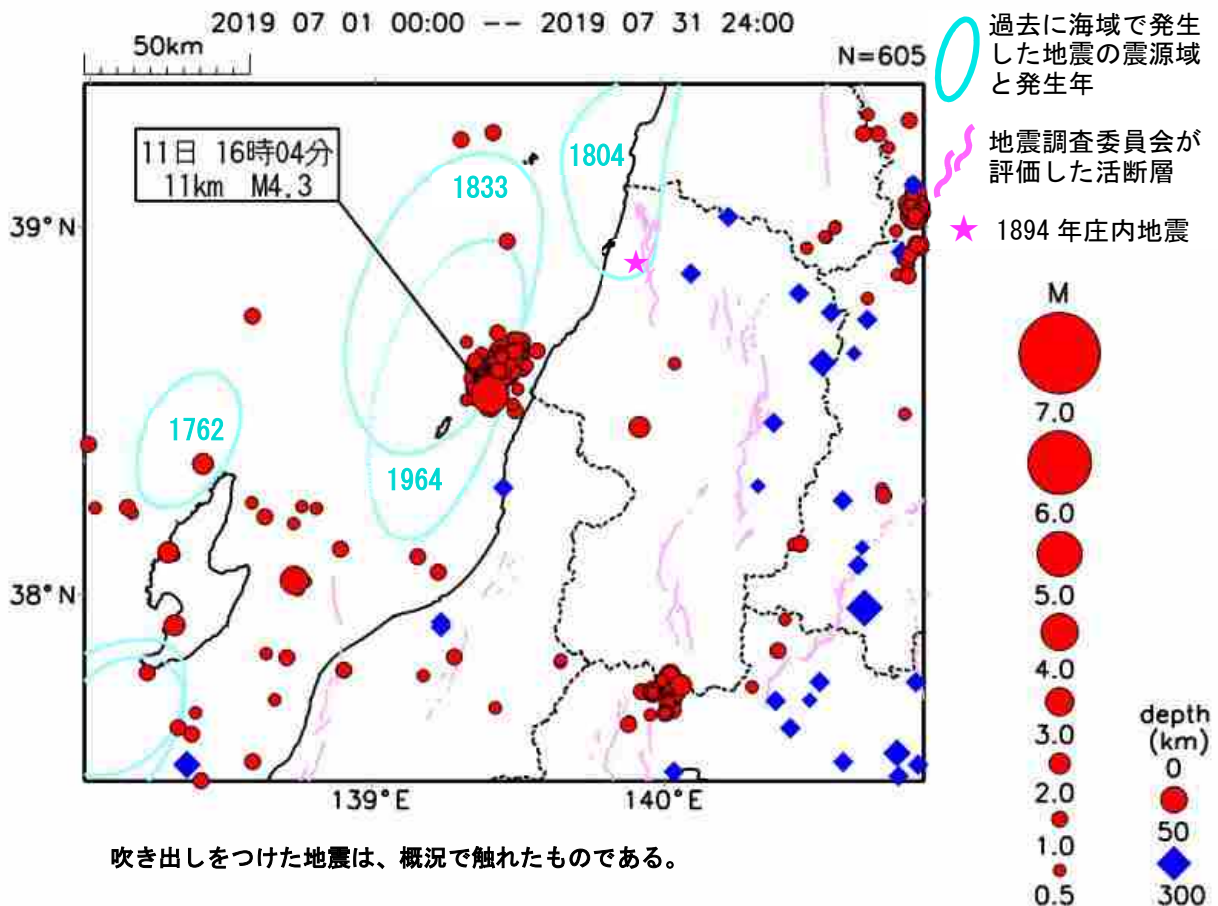 2019 07 01 00:00 -- 2019 07 31 24:00
50km
N=605
過去に海域で発生
した地震の震源域
と発生年
地震調査委員会が
評価した活断層
1894 年庄内地震
11日 16時04分
11km M4.3
1804
1833
39°N
1762
1964
38°N
139°E
140°E
M
7.0
6.0
5.0
4.0
3.0
2.0
1.0
0.5
depth
(km)
0
50
300
吹き出しをつけた地震は、概況で触れたものである。